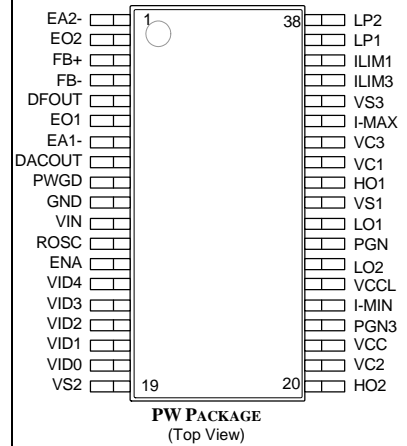 EA2- 1 38 LP2
EO2 LP1
FB+ ILIM1
FB- ILIM3
DFOUT VS3
EO1 I-MAX
EA1- VC3
DACOUT VC1
PWGD HO1
GND VS1
VIN LO1
ROSC PGN
ENA LO2
VID4 VCCL
VID3 I-MIN
VID2 PGN3
VID1 VCC
VID0 VC2
VS2 19 20 HO2
PW PACKAGE
(Top View)